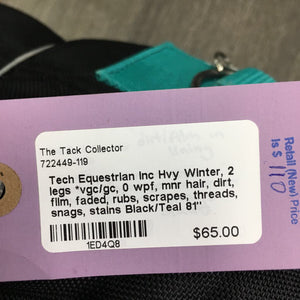 The Tack Collector
722449-119
Tech Equestrian Inc Hvy Winter, 2
legs *vgc/gc, 0 wpf, mnr hair, dirt,
film, faded, rubs, scrapes, threads,
snags, stains Black/Teal 81"
1ED4Q8
$65.00
Retail (New) Price
is $ 110